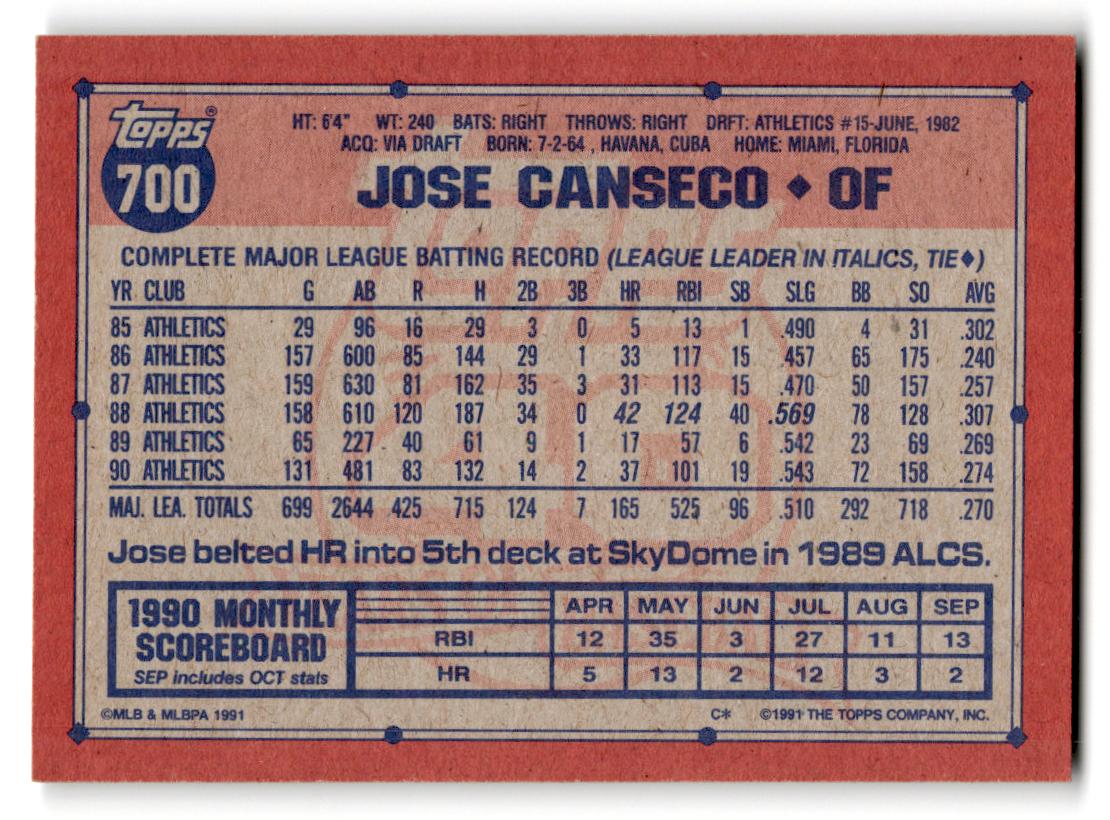 topps®
700
HT: 6'4" WT: 240 BATS: RIGHT THROWS: RIGHT DRFT: ATHLETICS #15-JUNE, 1982
ACQ: VIA DRAFT BORN: 7-2-64 , HAVANA, CUBA HOME: MIAMI, FLORIDA
JOSE CANSECO ◆ OF
COMPLETE MAJOR LEAGUE BATTING RECORD (LEAGUE LEADER IN ITALICS, TIE◆)
YR CLUB G AB R H 2B 3B HR RBI SB SLG BB SO AVG
85 ATHLETICS 29 96 16 29 3 0 5 13 1 .490 4 31 .302
86 ATHLETICS 157 600 85 144 29 1 33 117 15 .457 65 175 .240
87 ATHLETICS 159 630 81 162 35 3 31 113 15 .470 50 157 .257
88 ATHLETICS 158 610 120 187 34 0 42 124 40 .569 78 128 .307
89 ATHLETICS 65 227 40 61 9 1 17 57 6 .542 23 69 .269
90 ATHLETICS 131 481 83 132 14 2 37 101 19 .543 72 158 .274
MAJ. LEA. TOTALS 699 2644 425 715 124 7 165 525 96 .510 292 718 .270
Jose belted HR into 5th deck at SkyDome in 1989 ALCS.
1990 MONTHLY
SCOREBOARD
SEP includes OCT stats
APR MAY JUN JUL AUG SEP
RBI 12 35 3 27 11 13
HR 5 13 2 12 3 2
©MLB & MLBPA 1991 C* ©1991 THE TOPPS COMPANY, INC.